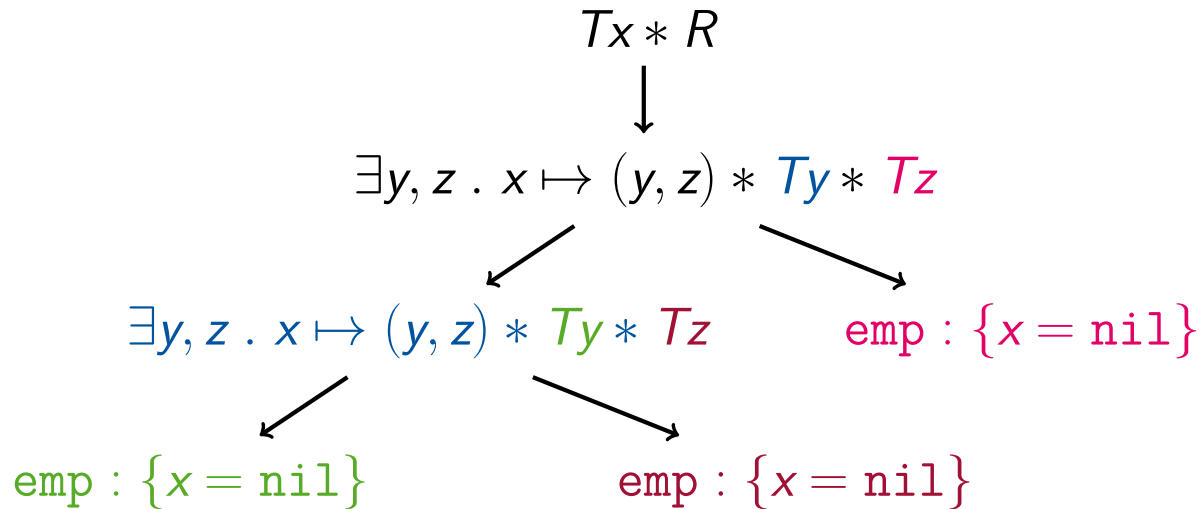 Tx ∗ R
∃y, z . x ↦ (y, z) ∗ Ty ∗ Tz
∃y, z . x ↦ (y, z) ∗ Ty ∗ Tz
emp : {x = nil}
emp : {x = nil}
emp : {x = nil}